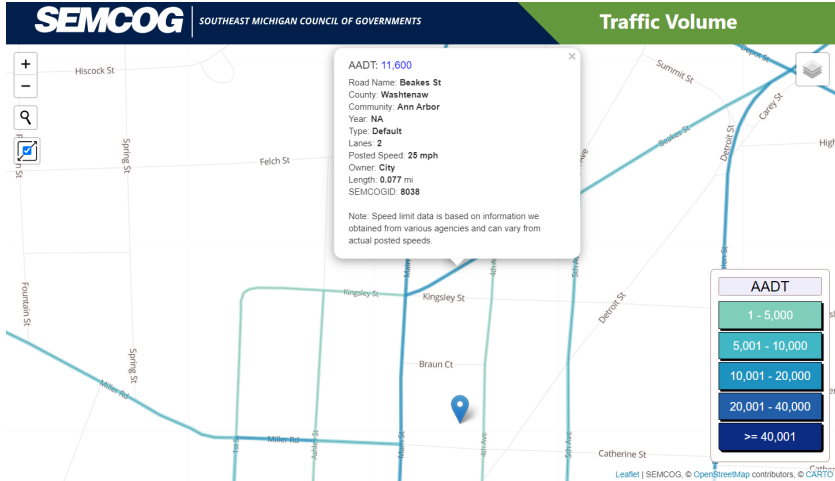 SEMCOG
SOUTHEAST MICHIGAN COUNCIL OF GOVERNMENTS
Traffic Volume
+
−
AADT: 11,600
×
Road Name: Beakes St
County: Washtenaw
Community: Ann Arbor
Year: NA
Type: Default
Lanes: 2
Posted Speed: 25 mph
Owner: City
Length: 0.077 mi
SEMCOGID: 8038
Note: Speed limit data is based on information we
obtained from various agencies and can vary from
actual posted speeds.
Hiscock St
Spring St
Felch St
Summit St
Depot St
Carey St
Beakes St
Detroit St
High
Ave
Main
4th A
5th A
Kingsley St
Kingsley St
Fountain St
Detroit St
Braun Ct
Spring St
Miller Rd
1st S
Miller Rd
Ashley St
Main St
4th Ave
5th Ave
Catherine St
AADT
1 - 5,000
5,001 - 10,000
10,001 - 20,000
20,001 - 40,000
>= 40,001
Leaflet | SEMCOG, © OpenStreetMap contributors, © CARTO